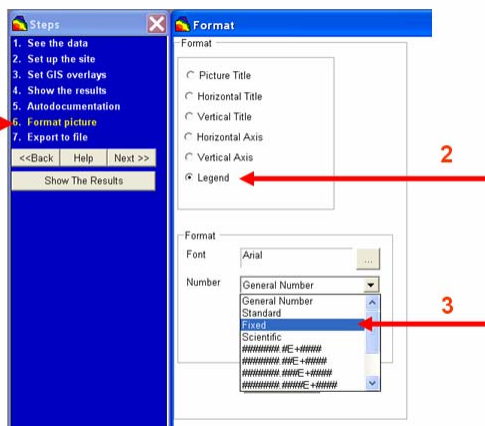 Steps
1. See the data
2. Set up the site
3. Set GIS overlays
4. Show the results
5. Autodocumentation
6. Format picture
7. Export to file
<<Back Help Next >>
Show The Results
Format
Format
Picture Title
Horizontal Title
Vertical Title
Horizontal Axis
Vertical Axis
Legend
2
Format
Font Arial ...
Number General Number
General Number
Standard
Fixed
3
Scientific
#######.#E+####
#######.##E+####
#######.###E+####
#######.####E+####